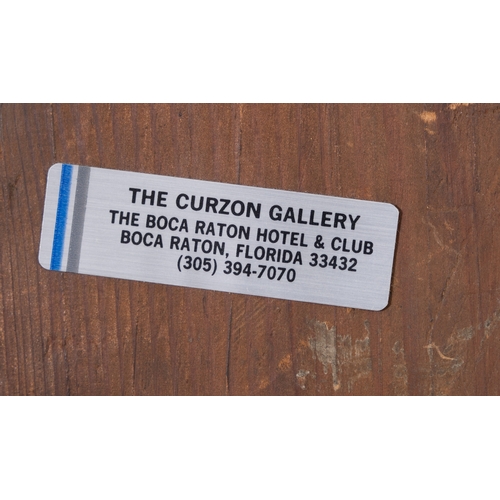 THE CURZON GALLERY
THE BOCA RATON HOTEL & CLUB
BOCA RATON, FLORIDA 33432
(305) 394-7070